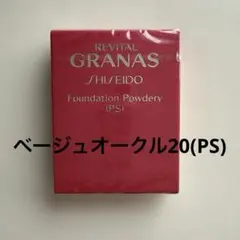 REVITAL
GRANAS
SHISEIDO
Foundation Powdery
(PS)
ベージュオークル20(PS)